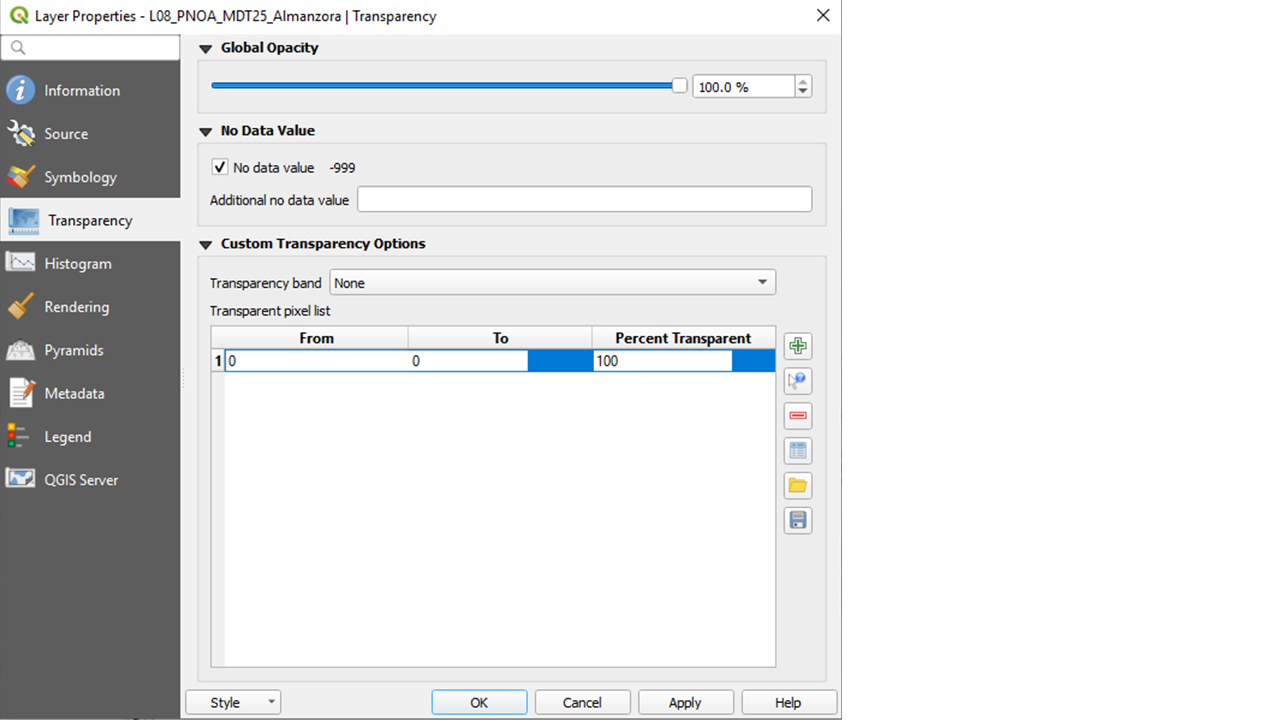 Layer Properties - L08_PNOA_MDT25_Almanzora | Transparency
Information
Source
Symbology
Transparency
Histogram
Rendering
Pyramids
Metadata
Legend
QGIS Server
Global Opacity
100.0 %
No Data Value
No data value -999
Additional no data value
Custom Transparency Options
Transparency band None
Transparent pixel list
From To Percent Transparent
1 0 0 100
Style OK Cancel Apply Help